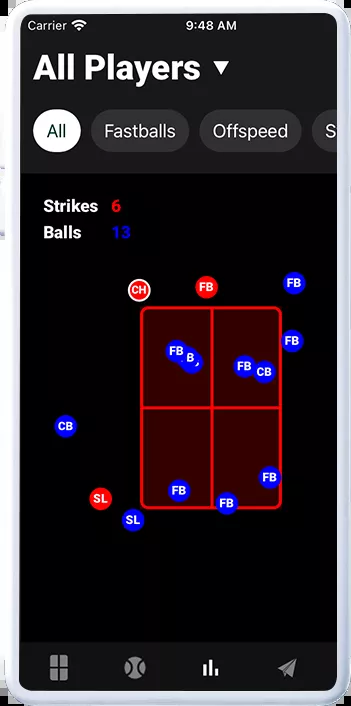 Carrier 9:48 AM
All Players ▼
All Fastballs Offspeed S
Strikes 6
Balls 13
CH FB FB
FB
FB B FB CB
CB
FB FB
SL FB
SL